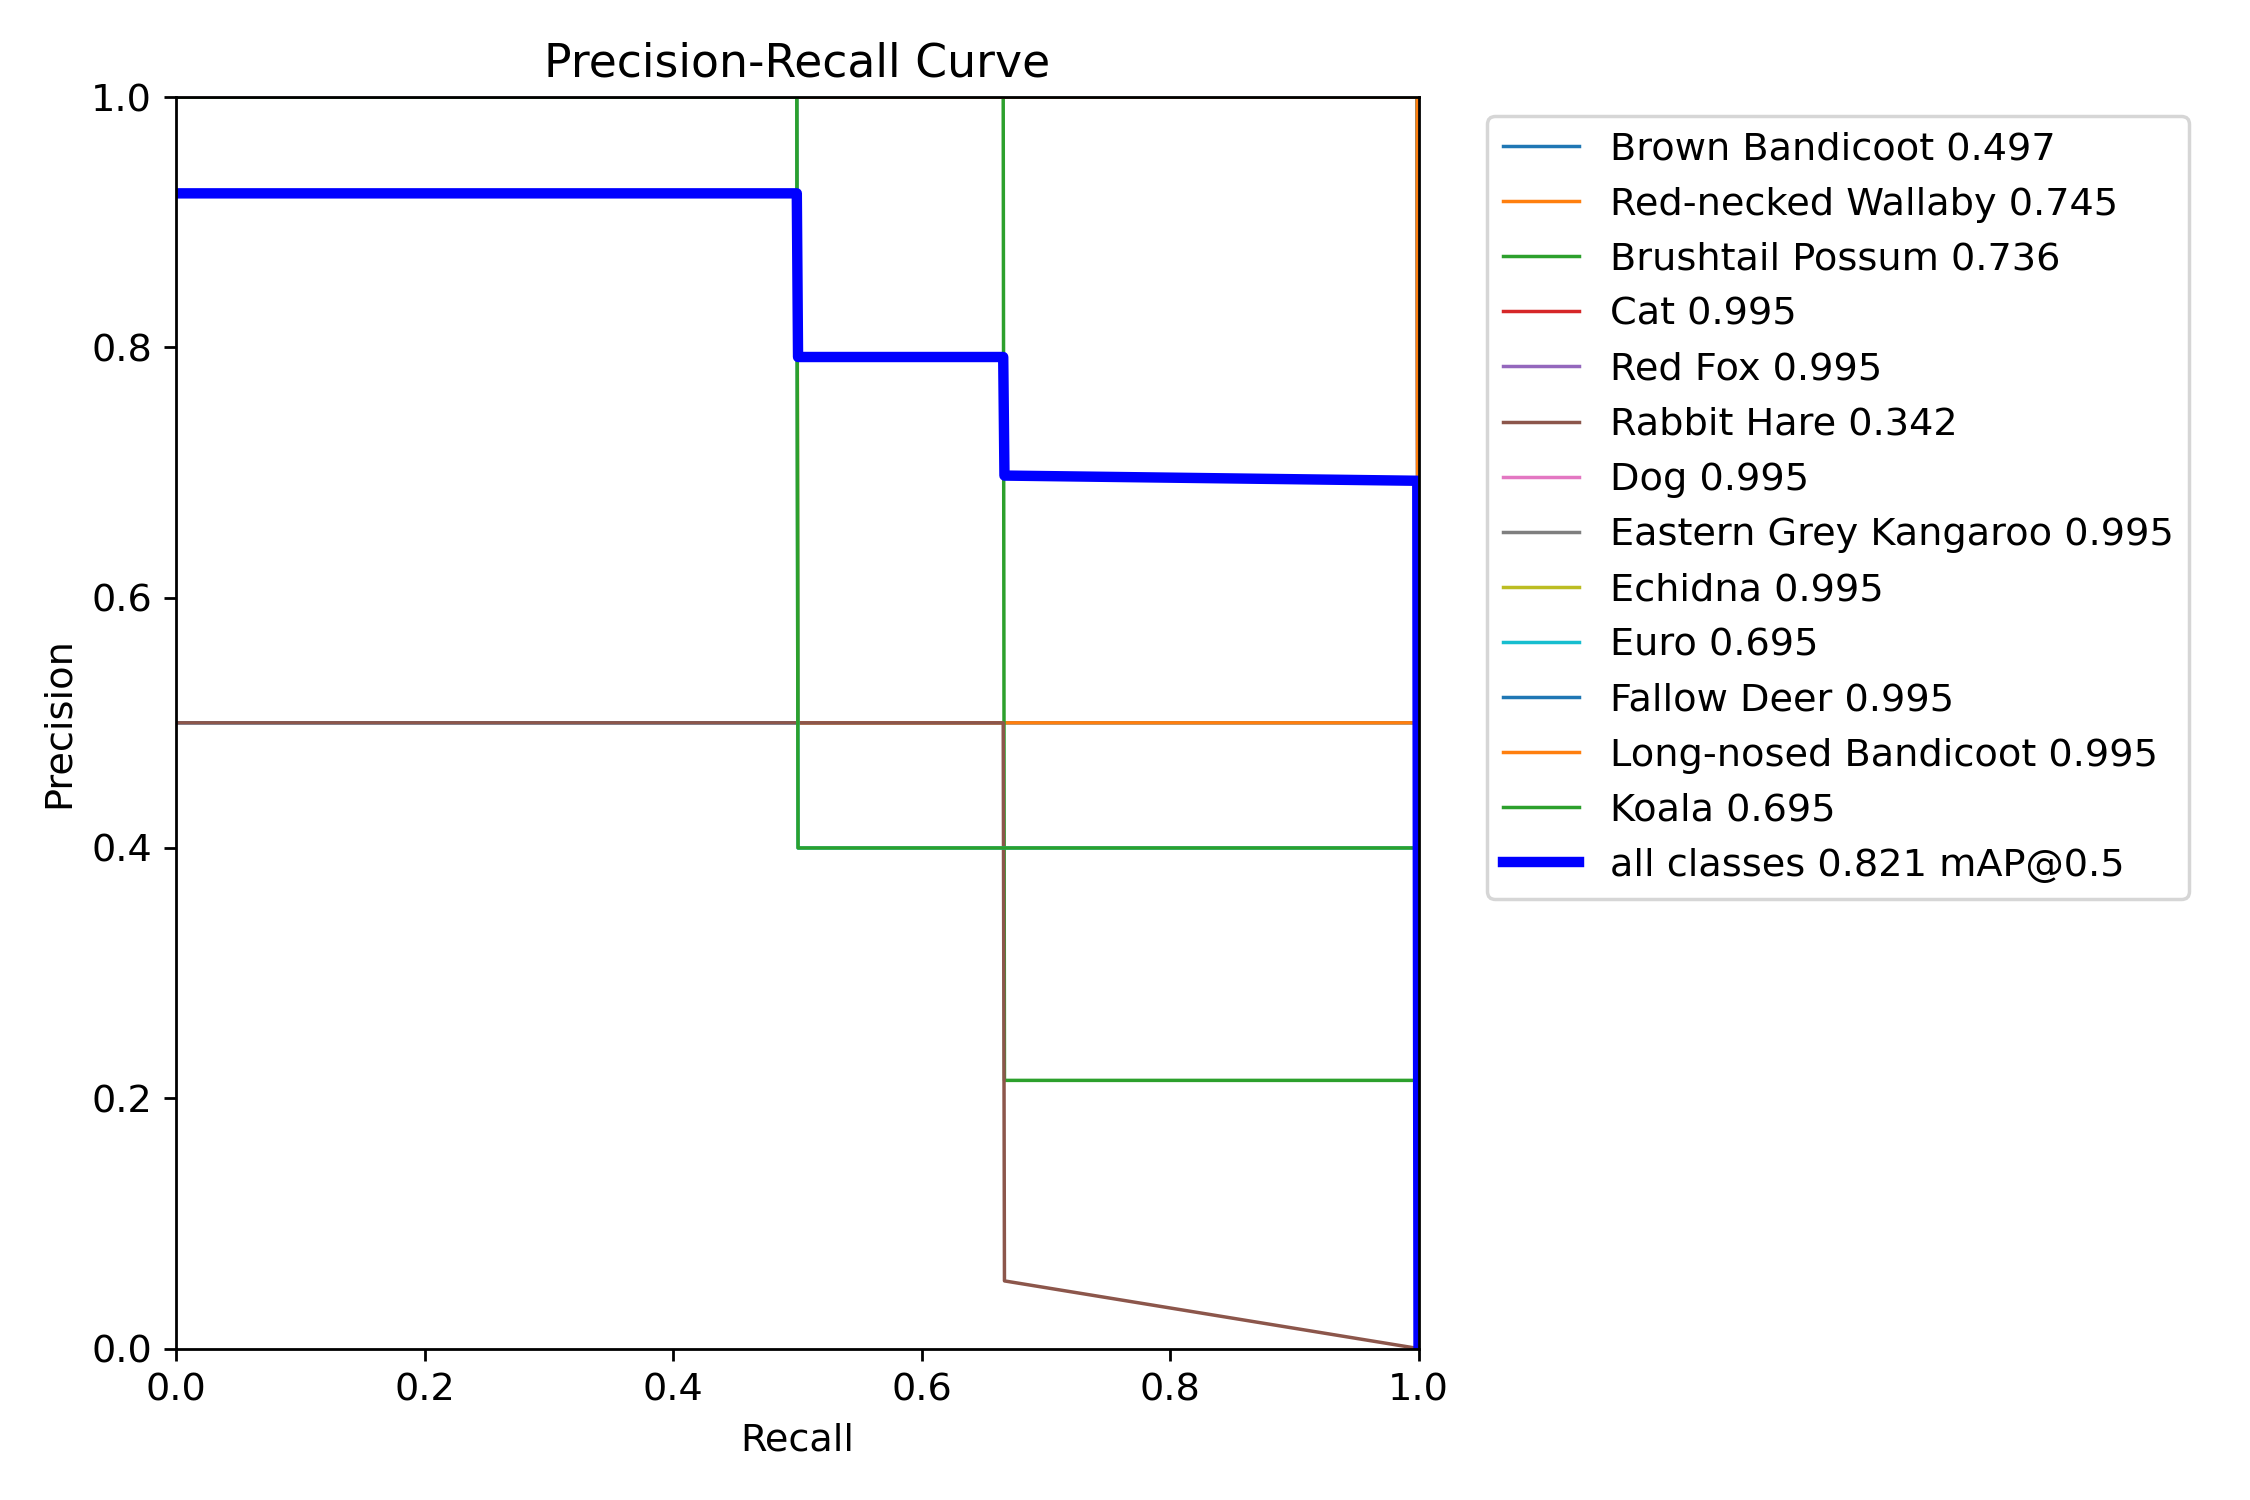 Precision-Recall Curve
1.0
0.8
0.6
0.4
0.2
0.0
Precision
0.0 0.2 0.4 0.6 0.8 1.0
Recall
Brown Bandicoot 0.497
Red-necked Wallaby 0.745
Brushtail Possum 0.736
Cat 0.995
Red Fox 0.995
Rabbit Hare 0.342
Dog 0.995
Eastern Grey Kangaroo 0.995
Echidna 0.995
Euro 0.695
Fallow Deer 0.995
Long-nosed Bandicoot 0.995
Koala 0.695
all classes 0.821 mAP@0.5